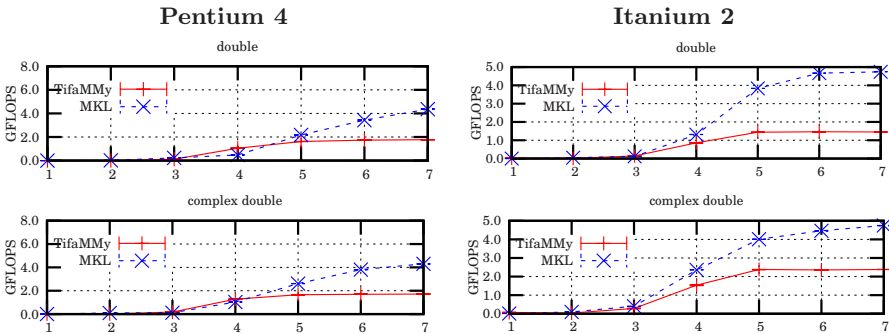 Pentium 4
double
GFLOPS
8.0
6.0
4.0
2.0
0.0
TifaMMy
MKL
1 2 3 4 5 6 7
complex double
GFLOPS
8.0
6.0
4.0
2.0
0.0
TifaMMy
MKL
1 2 3 4 5 6 7
Itanium 2
double
GFLOPS
5.0
4.0
3.0
2.0
1.0
0.0
TifaMMy
MKL
1 2 3 4 5 6 7
complex double
GFLOPS
5.0
4.0
3.0
2.0
1.0
0.0
TifaMMy
MKL
1 2 3 4 5 6 7